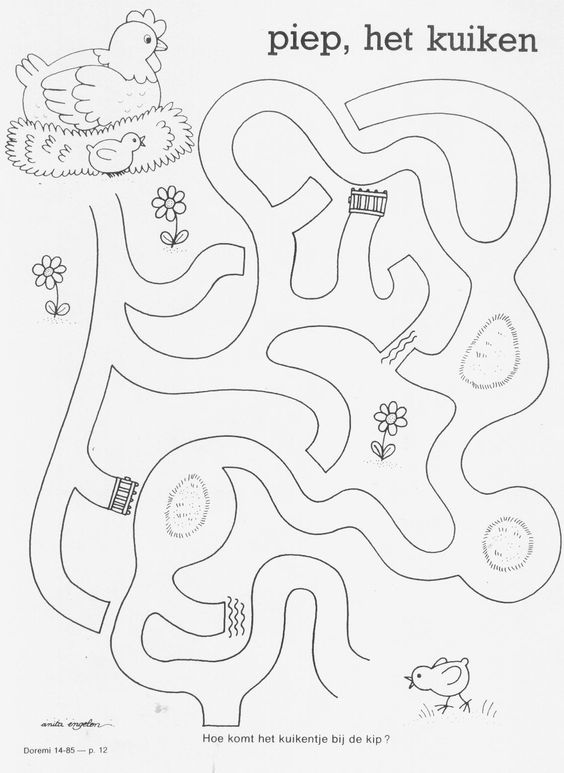 piep, het kuiken
anita engelen
Hoe komt het kuikentje bij de kip?
Doremi 14-85 — p. 12